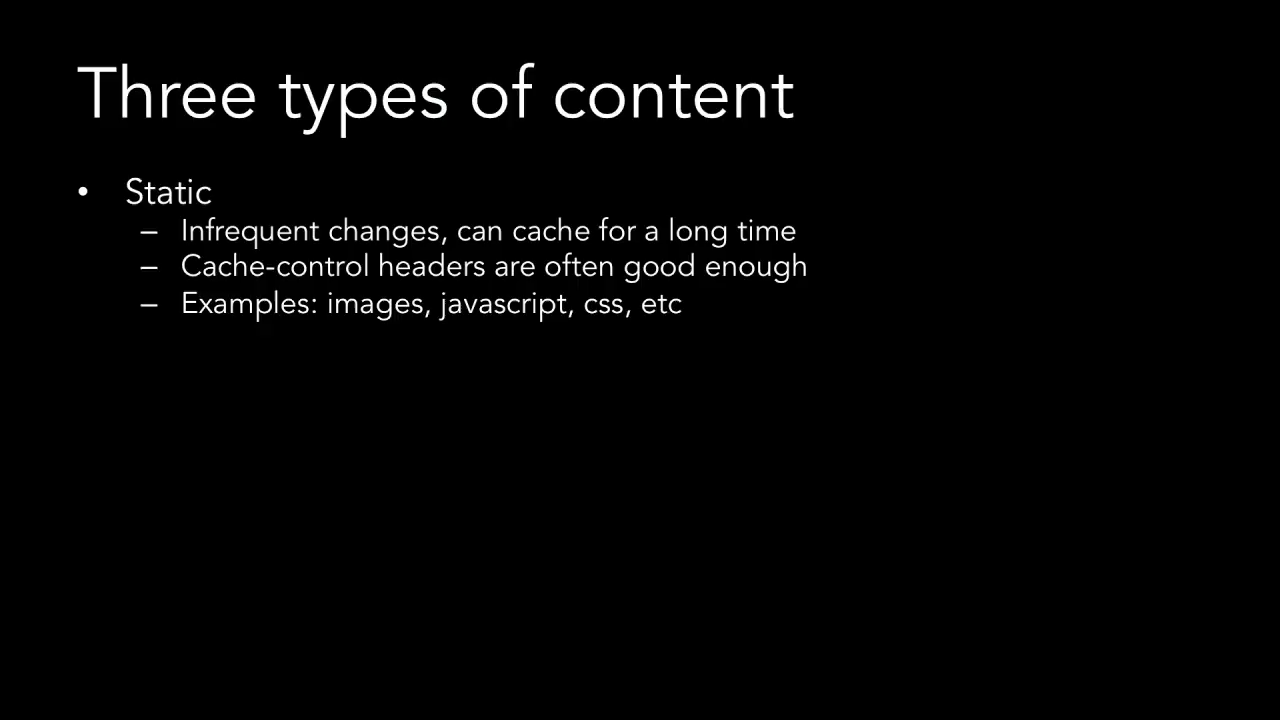 Three types of content
• Static
– Infrequent changes, can cache for a long time
– Cache-control headers are often good enough
– Examples: images, javascript, css, etc